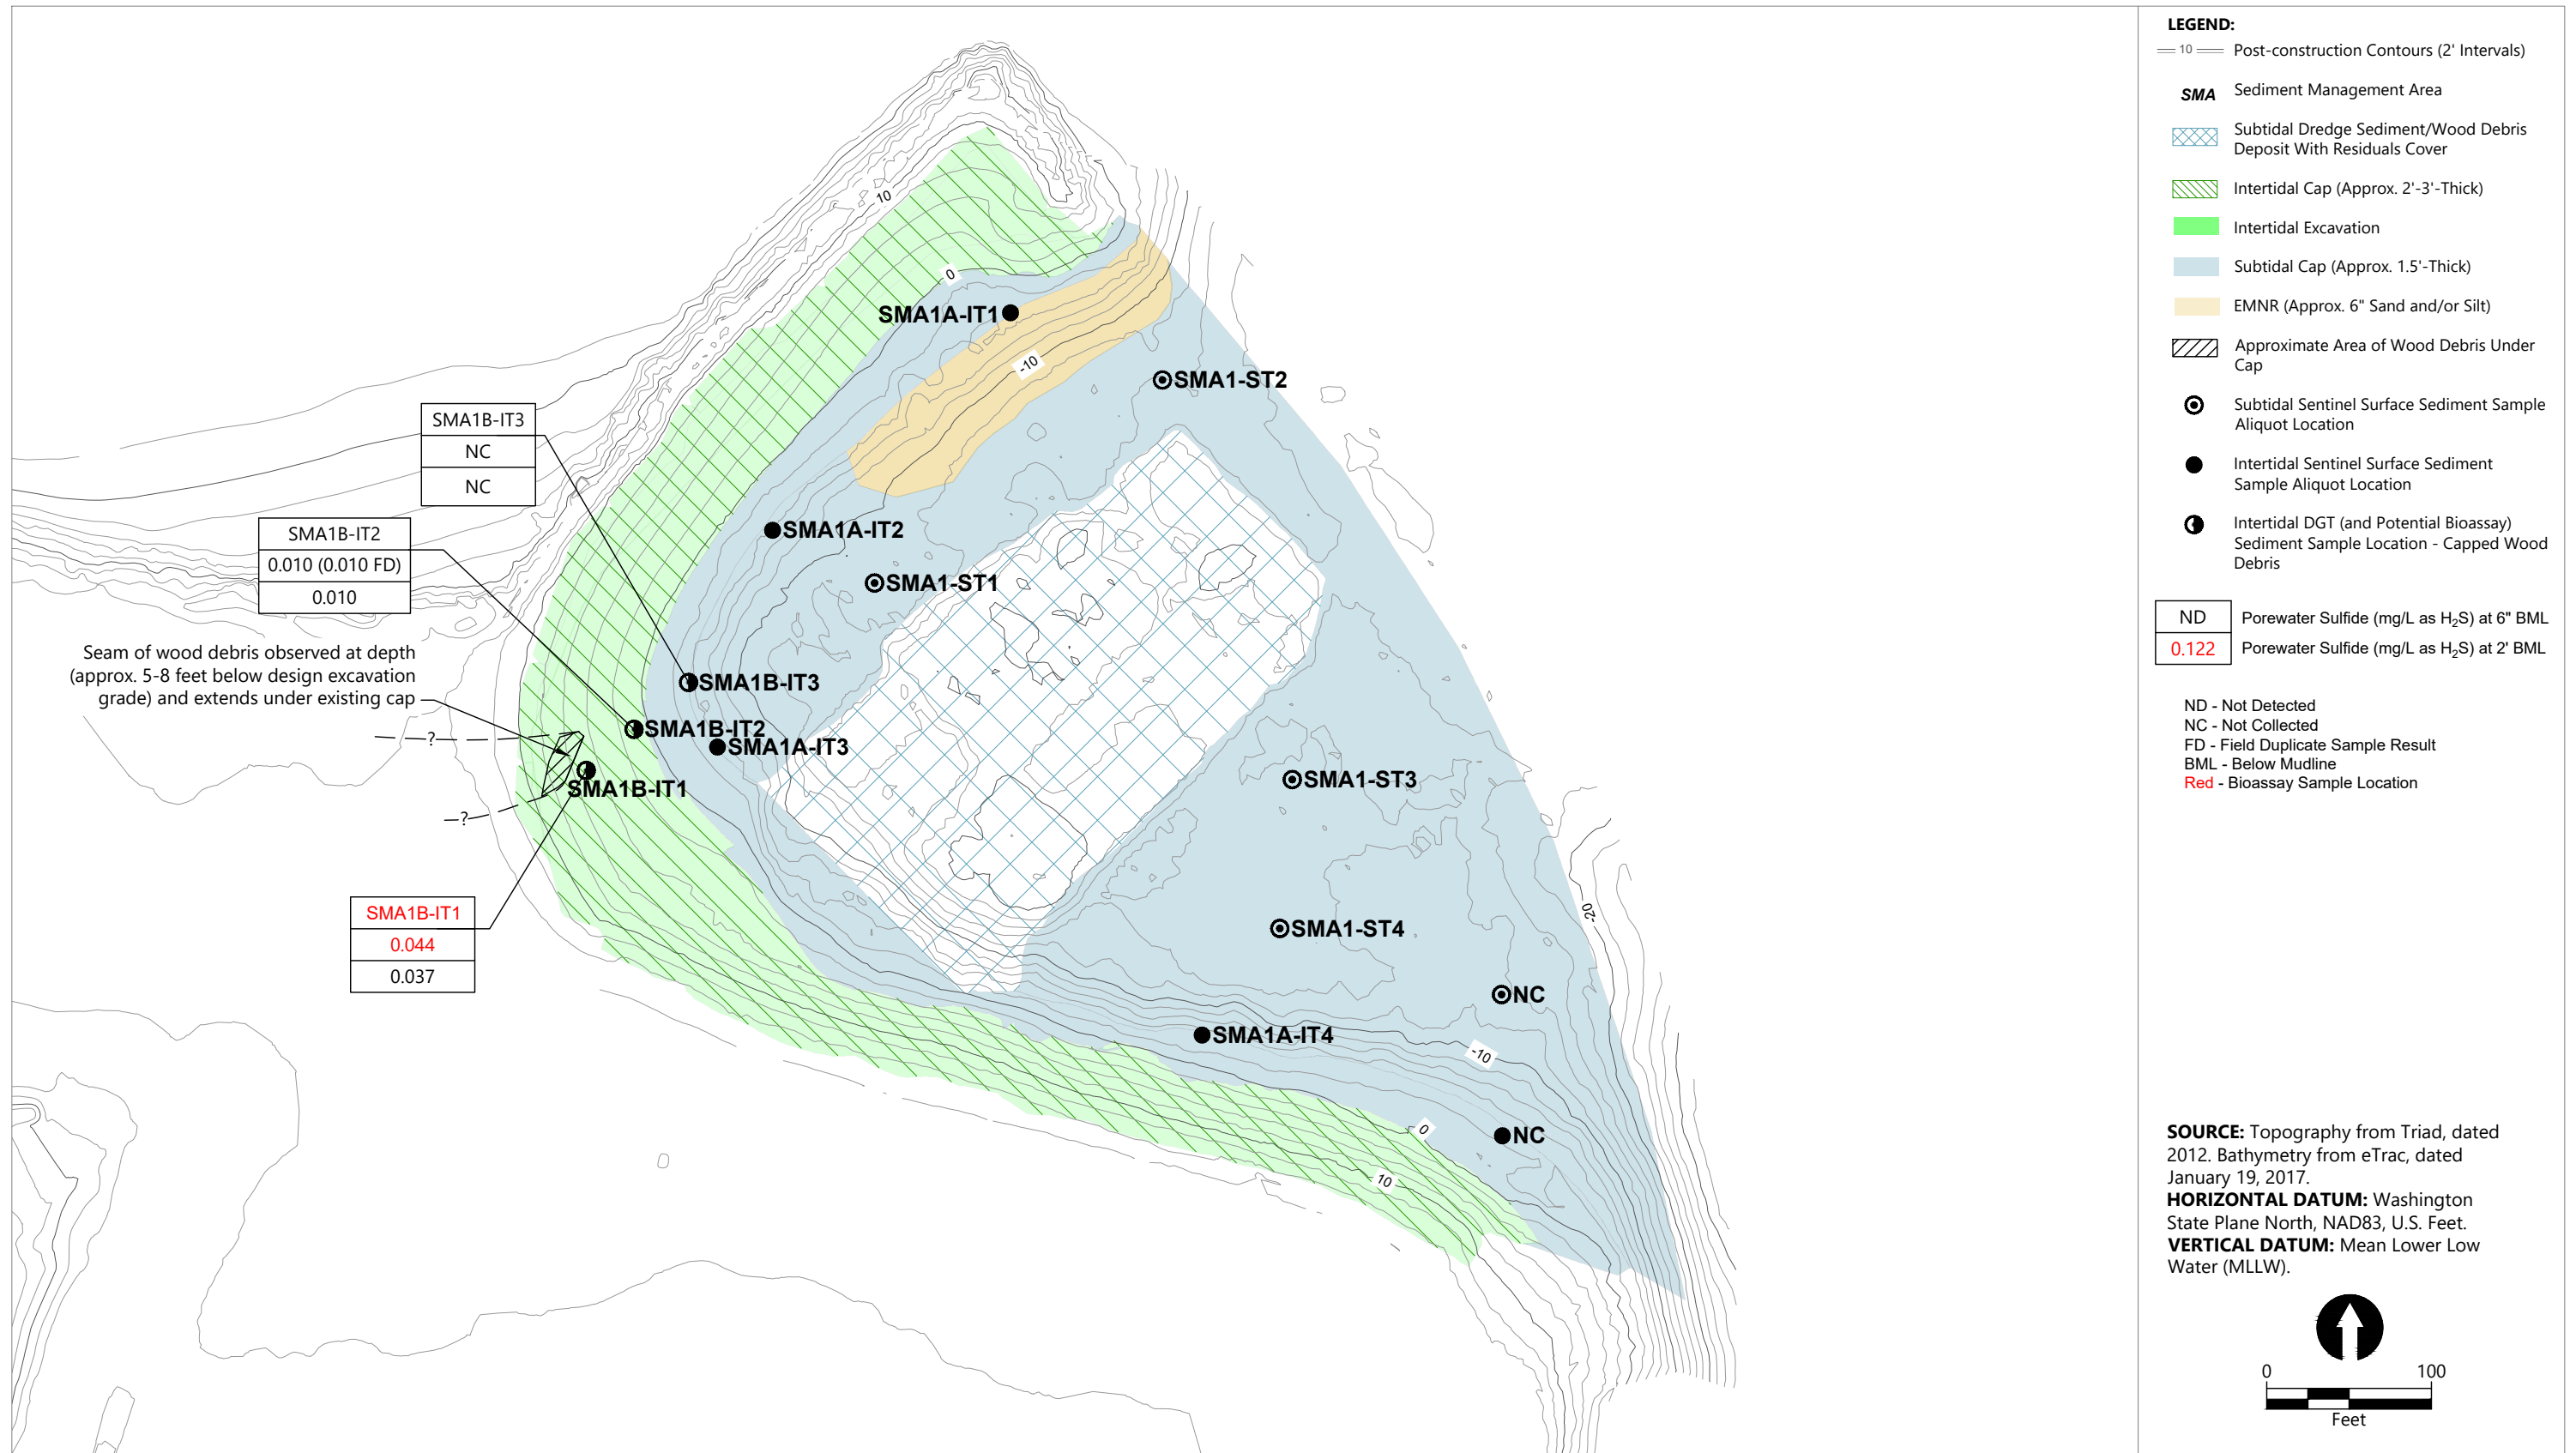 10
0
SMA1A-IT1
-10
SMA1-ST2
SMA1B-IT3
NC
NC
SMA1B-IT2
0.010 (0.010 FD)
0.010
SMA1A-IT2
SMA1-ST1
Seam of wood debris observed at depth
(approx. 5-8 feet below design excavation
grade) and extends under existing cap
SMA1B-IT3
SMA1B-IT2
SMA1A-IT3
?
SMA1B-IT1
?
SMA1-ST3
SMA1B-IT1
0.044
0.037
-20
SMA1-ST4
NC
SMA1A-IT4
-10
0
NC
10
LEGEND:
10 Post-construction Contours (2' Intervals)
SMA Sediment Management Area
Subtidal Dredge Sediment/Wood Debris
Deposit With Residuals Cover
Intertidal Cap (Approx. 2'-3'-Thick)
Intertidal Excavation
Subtidal Cap (Approx. 1.5'-Thick)
EMNR (Approx. 6" Sand and/or Silt)
Approximate Area of Wood Debris Under
Cap
Subtidal Sentinel Surface Sediment Sample
Aliquot Location
Intertidal Sentinel Surface Sediment
Sample Aliquot Location
Intertidal DGT (and Potential Bioassay)
Sediment Sample Location - Capped Wood
Debris
ND Porewater Sulfide (mg/L as H₂S) at 6" BML
0.122 Porewater Sulfide (mg/L as H₂S) at 2' BML
ND - Not Detected
NC - Not Collected
FD - Field Duplicate Sample Result
BML - Below Mudline
Red - Bioassay Sample Location
SOURCE: Topography from Triad, dated
2012. Bathymetry from eTrac, dated
January 19, 2017.
HORIZONTAL DATUM: Washington
State Plane North, NAD83, U.S. Feet.
VERTICAL DATUM: Mean Lower Low
Water (MLLW).
0 100
Feet